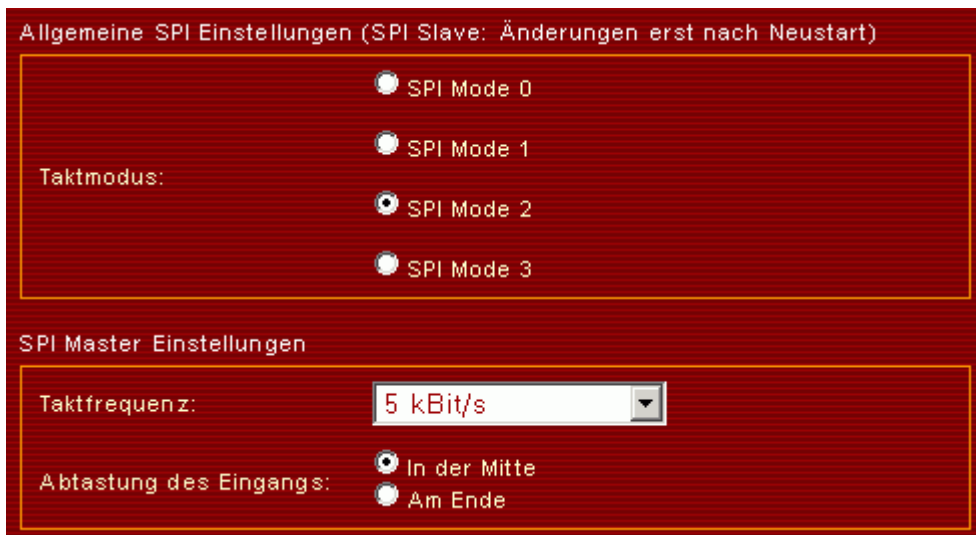 Allgemeine SPI Einstellungen (SPI Slave: Änderungen erst nach Neustart)
SPI Mode 0
SPI Mode 1
Taktmodus:
SPI Mode 2
SPI Mode 3
SPI Master Einstellungen
Taktfrequenz: 5 kBit/s
In der Mitte
Abtastung des Eingangs:
Am Ende